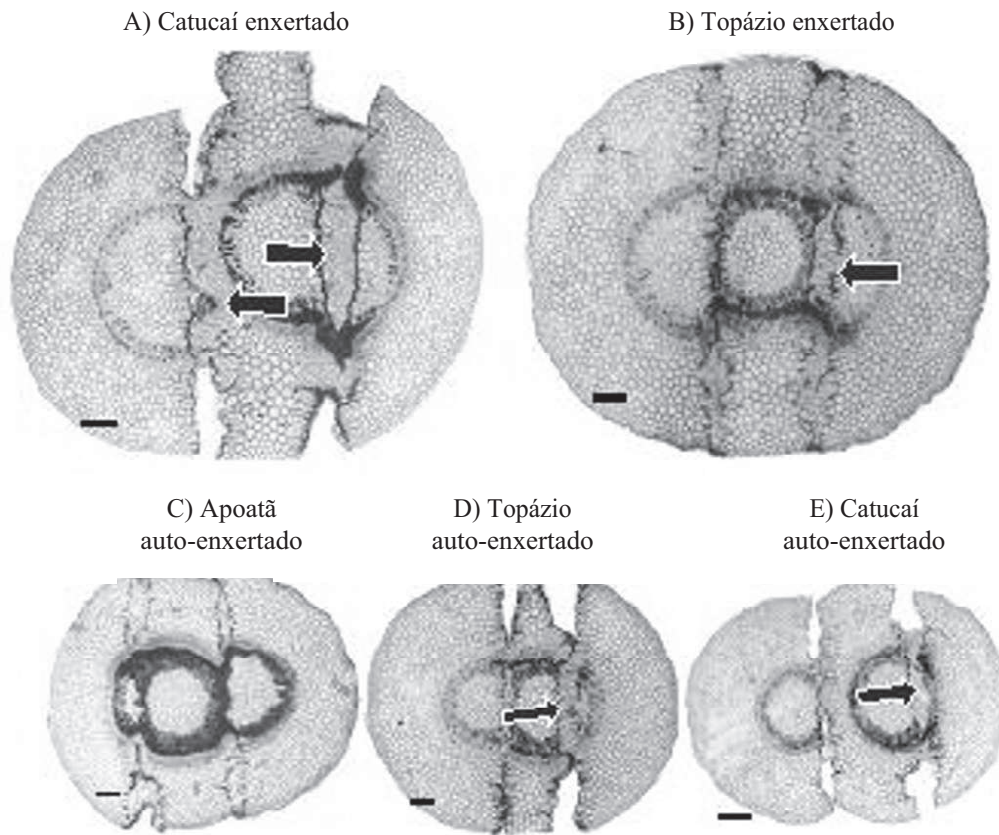 A) Catucaí enxertado
B) Topázio enxertado
C) Apoatã
auto-enxertado
D) Topázio
auto-enxertado
E) Catucaí
auto-enxertado